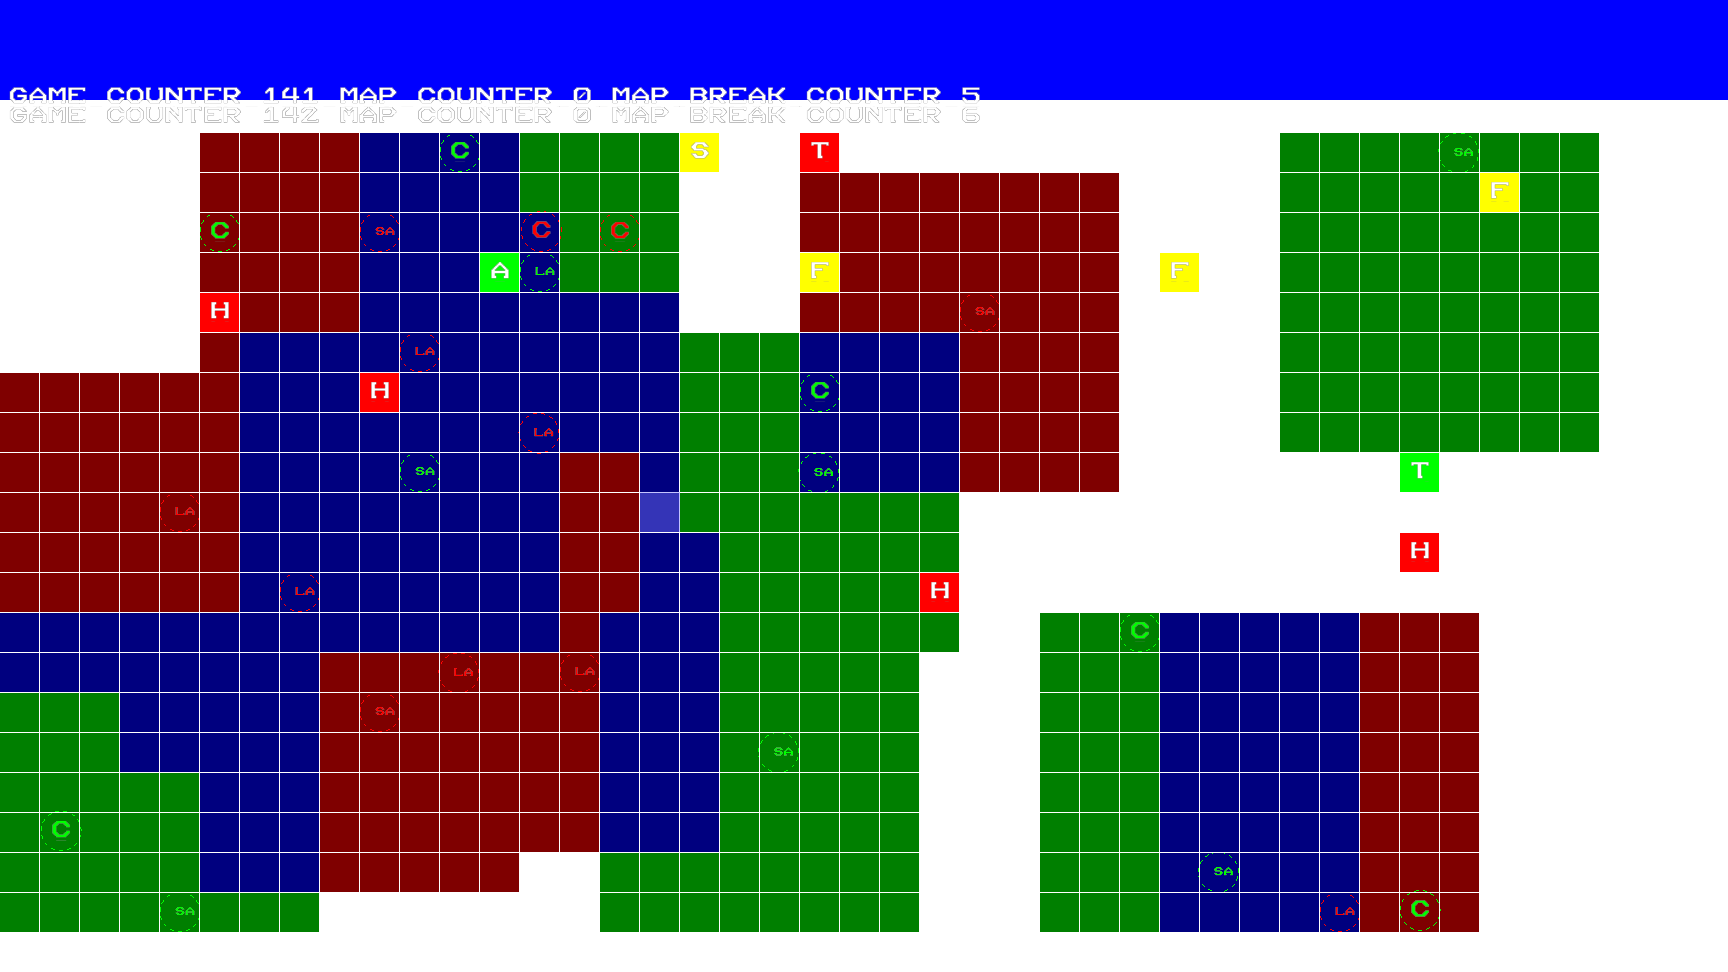 GAME COUNTER 141 MAP COUNTER 0 MAP BREAK COUNTER 5
GAME COUNTER 142 MAP COUNTER 0 MAP BREAK COUNTER 6
C S T SA
F
C SA C C
A LA F F
H SA
LA
H C
LA
SA SA T
LA
H
LA H
C
LA LA
SA
SA
C
SA
SA LA C